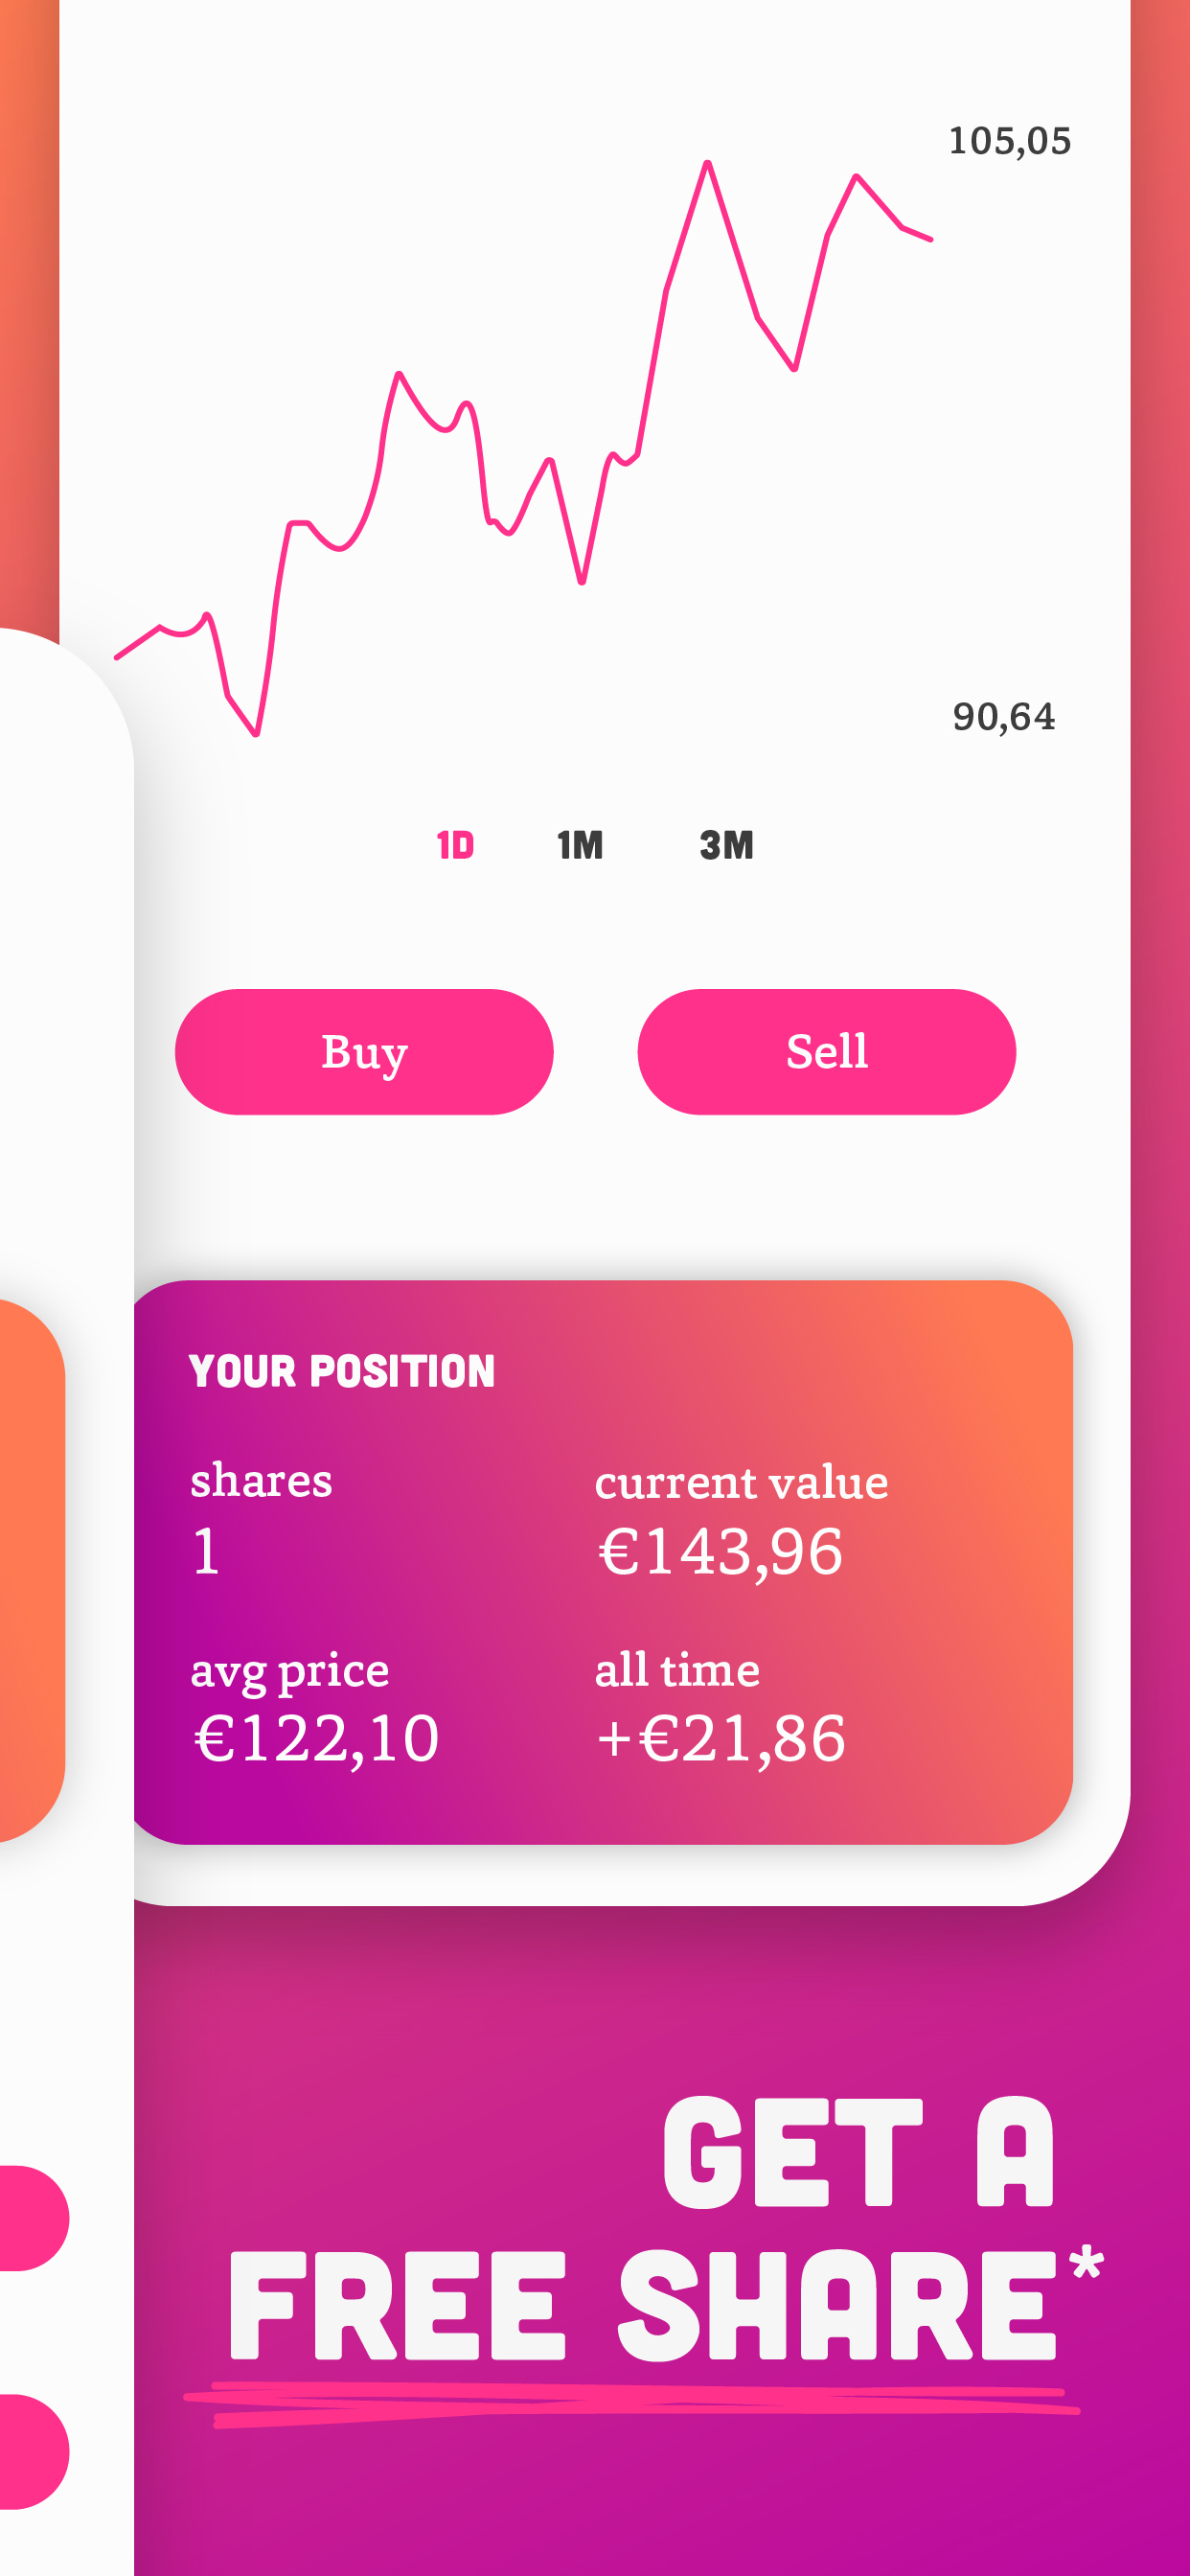 105,05
90,64
1D 1M 3M
Buy Sell
YOUR POSITION
shares current value
1 €143,96
avg price all time
€122,10 +€21,86
GET A
FREE SHARE*